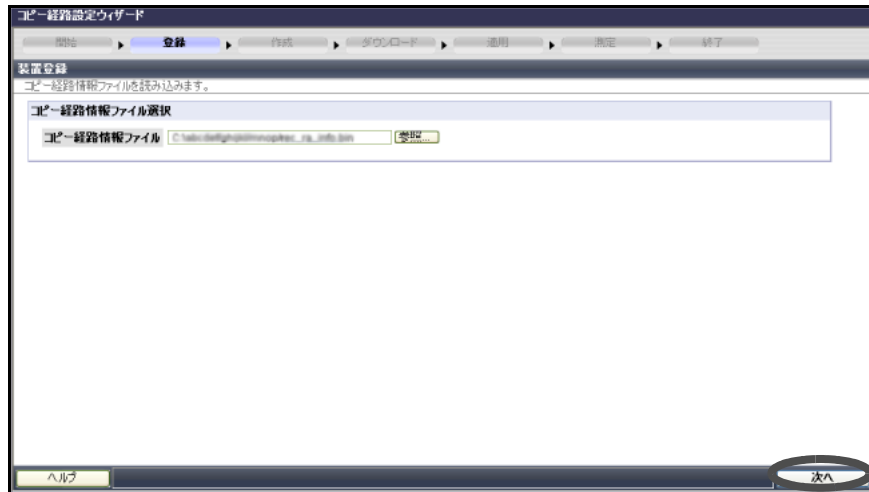 コピー経路設定ウィザード
開始 ▶ 登録 ▶ 作成 ▶ ダウンロード ▶ 適用 ▶ 測定 ▶ 終了
装置登録
コピー経路情報ファイルを読み込みます。
コピー経路情報ファイル選択
コピー経路情報ファイル 参照...
ヘルプ 次へ